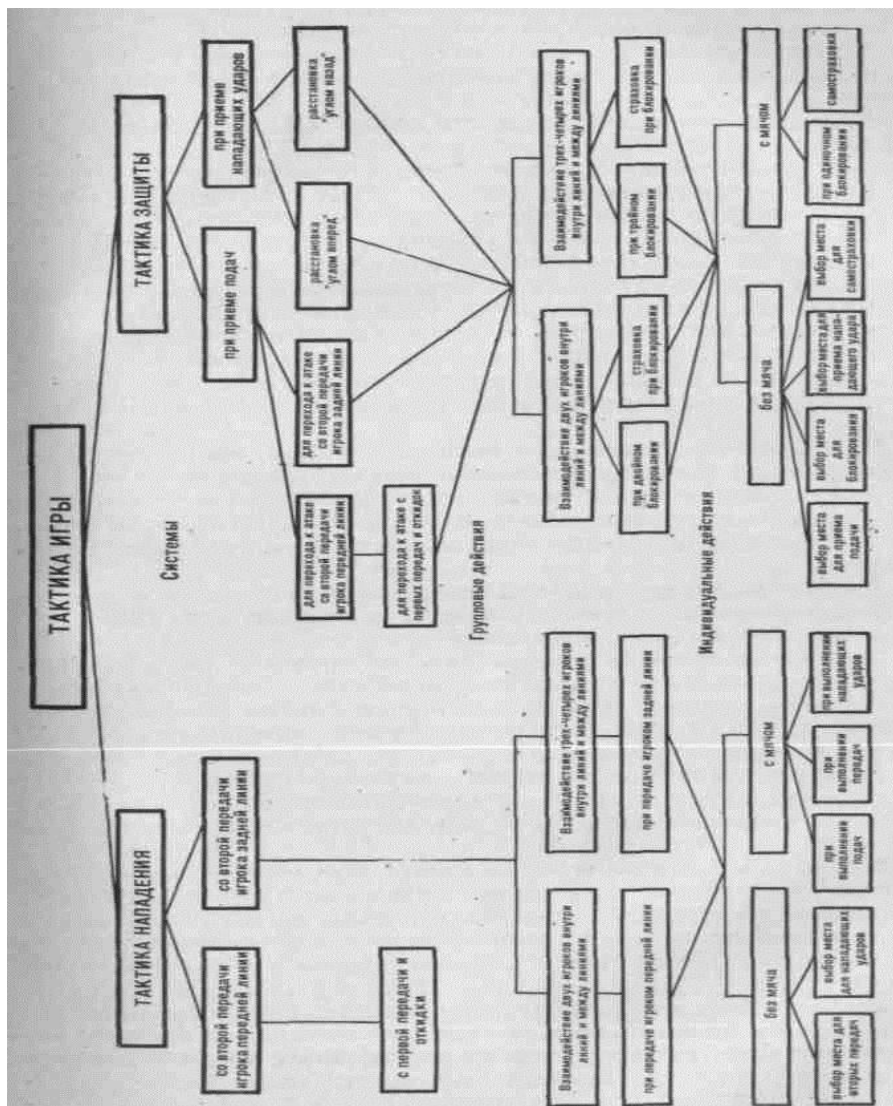 ТАКТИКА ИГРЫ
ТАКТИКА НАПАДЕНИЯ
ТАКТИКА ЗАЩИТЫ
Системы
со второй передачи
игрока передней линии
со второй передачи
игрока задней линии
при приеме подач
при приеме
нападающих ударов
с первой передачи и
откидки
для перехода к атаке
со второй передачи
игрока передней линии
для перехода к атаке
со второй передачи
игрока задней линии
расстановка
"углом вперед"
расстановка
"углом назад"
для перехода к атаке с
первых передач и откидок
Групповые действия
Взаимодействие двух игроков внутри
линий и между линиями
Взаимодействие трех-четырех игроков
внутри линий и между линиями
Взаимодействие двух игроков внутри
линий и между линиями
Взаимодействие трех-четырех игроков
внутри линий и между линиями
при передаче игроком передней линии
при передаче игроком задней линии
при двойном
блокировании
страховка
при блокировании
при тройном
блокировании
страховка
при блокировании
Индивидуальные действия
без мяча
с мячом
без мяча
с мячом
выбор места для
вторых передач
выбор места
для нападающих
ударов
при
выполнении
подач
при
выполнении
передач
при выполнении
нападающих
ударов
выбор места
для приема
подачи
выбор места
для
блокирования
выбор места для
приема напа-
дающего удара
выбор места
для
самостраховки
при одиночном
блокировании
самостраховка